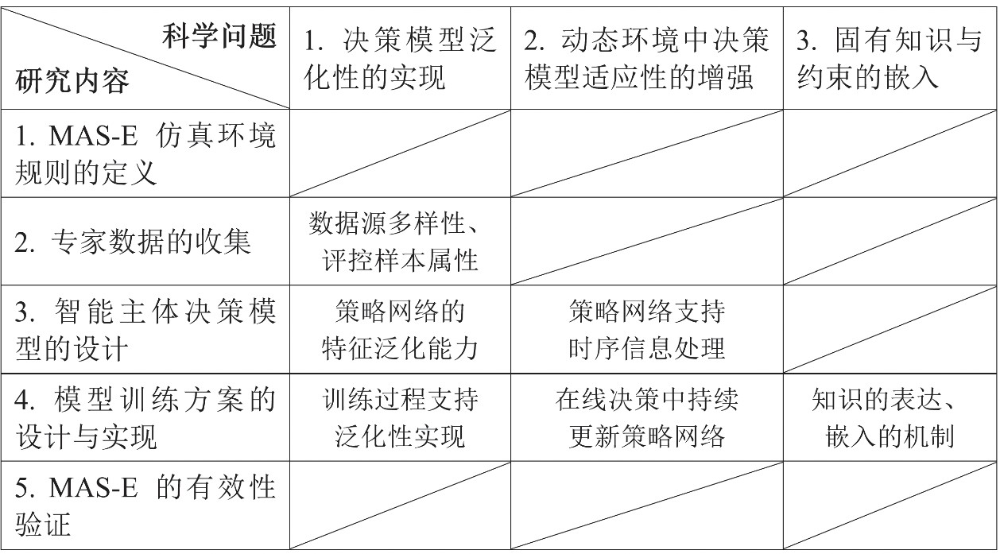 科学问题
研究内容
1. 决策模型泛
化性的实现
2. 动态环境中决策
模型适应性的增强
3. 固有知识与
约束的嵌入
1. MAS-E 仿真环境
规则的定义
2. 专家数据的收集
数据源多样性、
评控样本属性
3. 智能主体决策模
型的设计
策略网络的
特征泛化能力
策略网络支持
时序信息处理
4. 模型训练方案的
设计与实现
训练过程支持
泛化性实现
在线决策中持续
更新策略网络
知识的表达、
嵌入的机制
5. MAS-E 的有效性
验证